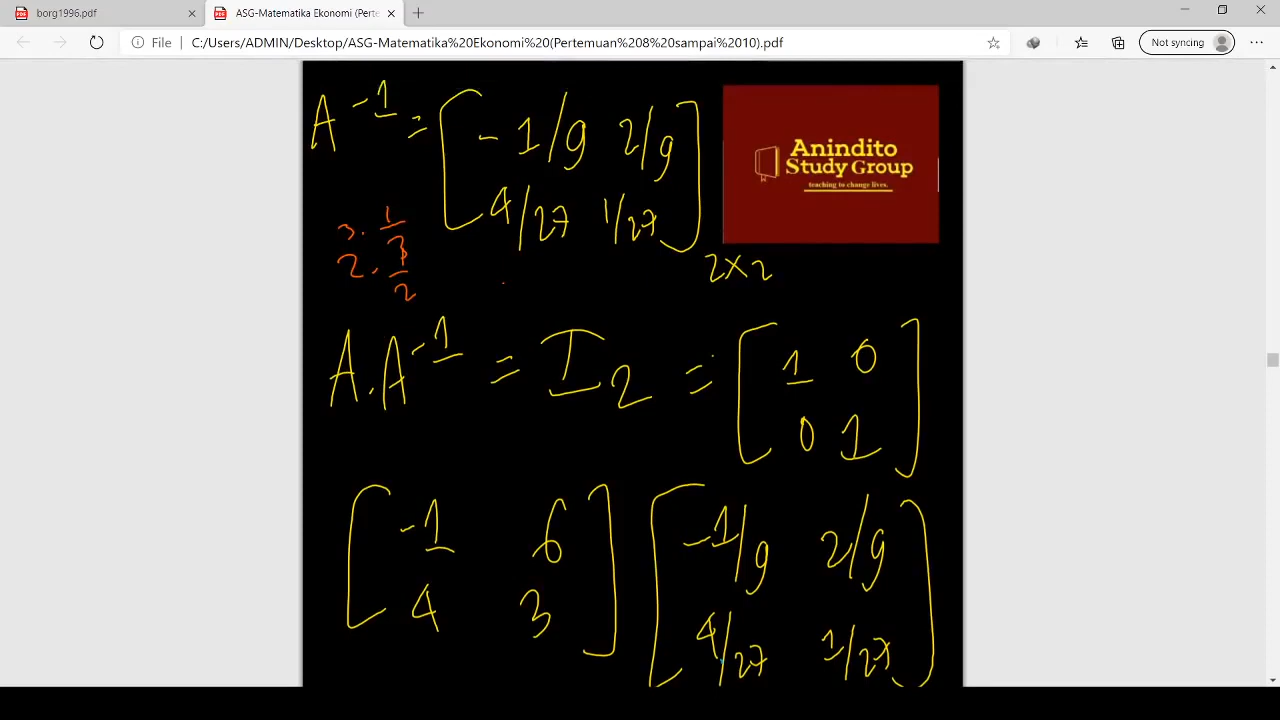 borg1996.pdf
ASG-Matematika Ekonomi (Perte
File
C:/Users/ADMIN/Desktop/ASG-Matematika%20Ekonomi%20(Pertemuan%208%20sampai%2010).pdf
Not syncing
A⁻¹ = [ -1/9 2/9
4/27 1/27 ]
2×2
Anindito
Study Group
teaching to change lives.
3. 1/3
2. 1/2
A.A⁻¹ = I₂ = [ 1 0
0 1 ]
[ -1 6 ] [ -1/9 2/9 ]
[ 4 3 ] [ 4/27 1/27 ]